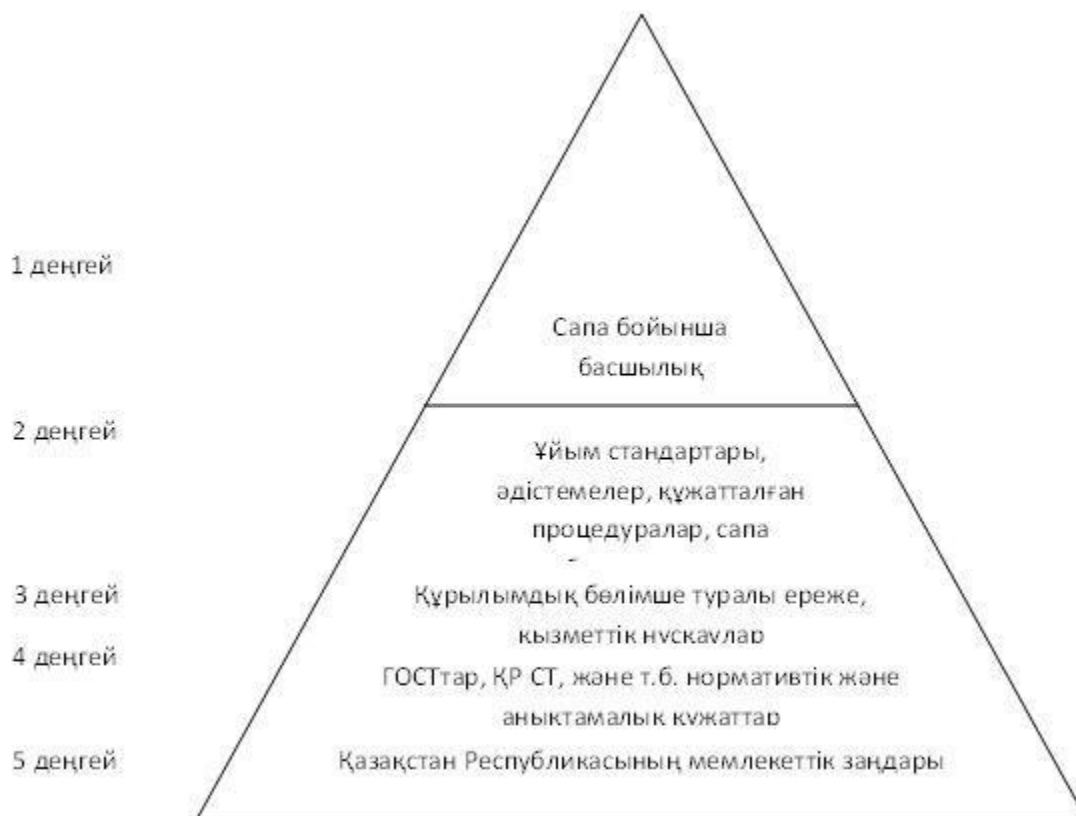 1 деңгей
Сапа бойынша
басшылық
2 деңгей
Ұйым стандартары,
әдістемелер, құжатталған
процедуралар, сапа
3 деңгей
Құрылымдық бөлімше туралы ереже,
қызметтік нұсқаулар
4 деңгей
ГОСТтар, ҚР СТ, және т.б. нормативтік және
анықтамалық құжаттар
5 деңгей
Қазақстан Республикасының мемлекеттік заңдары